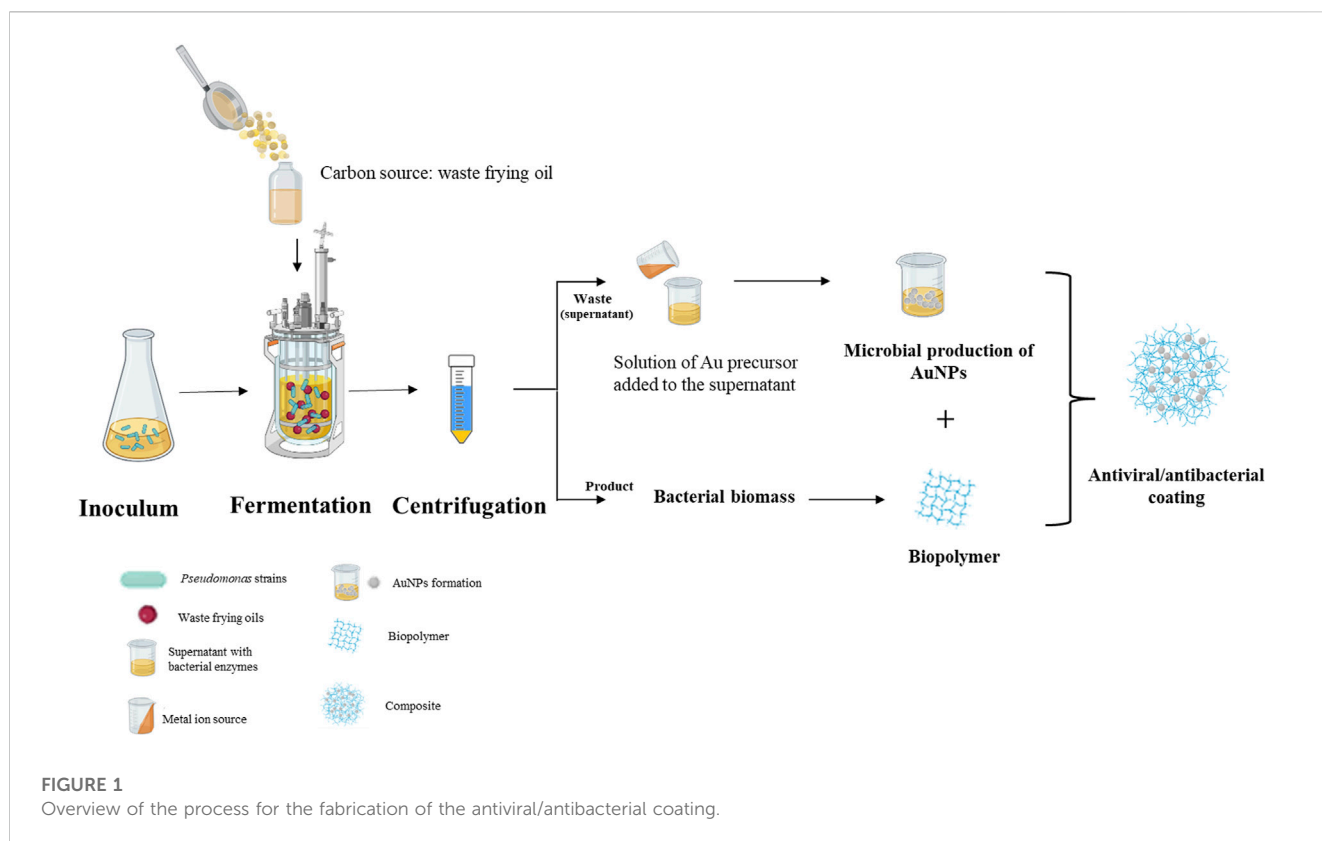 Carbon source: waste frying oil
Waste
(supernatant)
Solution of Au precursor
added to the supernatant
Microbial production of
AuNPs
+
Antiviral/antibacterial
coating
Product
Bacterial biomass
Biopolymer
Inoculum
Fermentation
Centrifugation
Pseudomonas strains
Waste frying oils
Supernatant with
bacterial enzymes
Metal ion source
AuNPs formation
Biopolymer
Composite
FIGURE 1
Overview of the process for the fabrication of the antiviral/antibacterial coating.